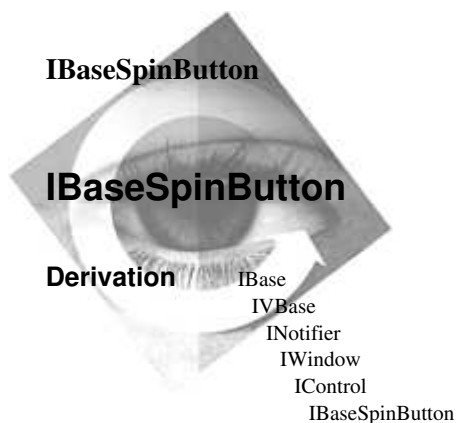 IBaseSpinButton
IBaseSpinButton
Derivation IBase
IVBase
INotifier
IWindow
IControl
IBaseSpinButton